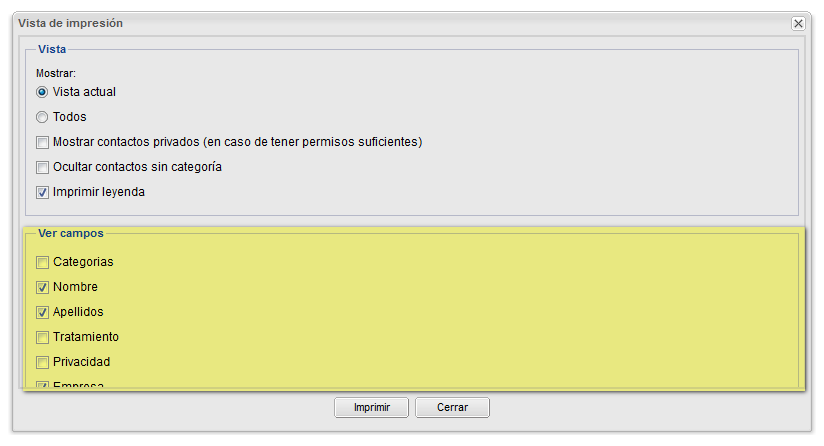 Vista de impresión
Vista
Mostrar:
Vista actual
Todos
Mostrar contactos privados (en caso de tener permisos suficientes)
Ocultar contactos sin categoría
Imprimir leyenda
Ver campos
Categorias
Nombre
Apellidos
Tratamiento
Privacidad
Empresa
Imprimir
Cerrar